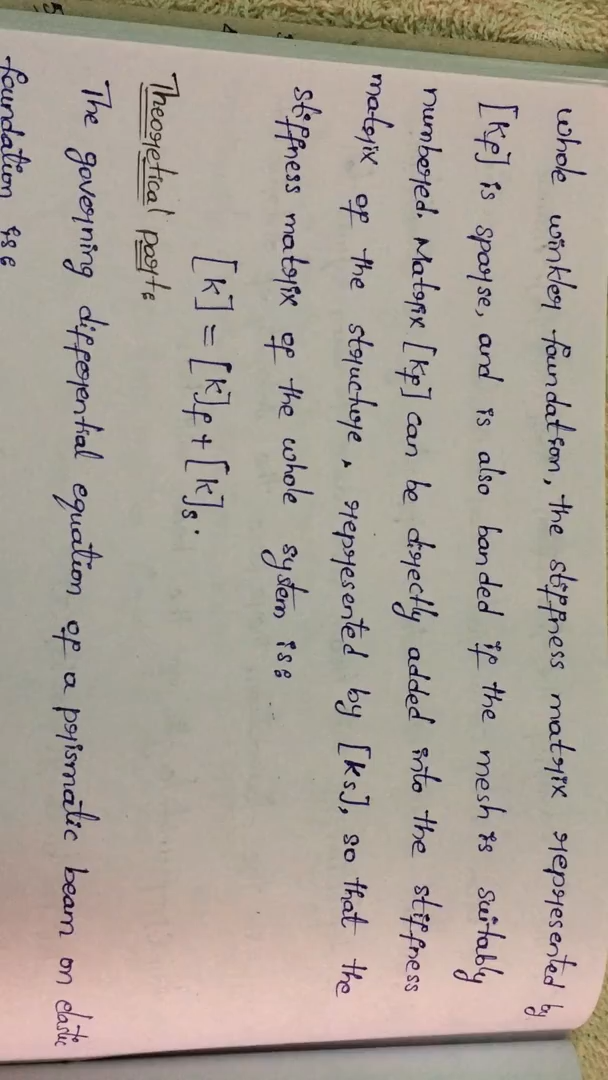 whole winkler foundation, the stiffness matrix represented by
[kf] is sparse, and is also banded if the mesh is suitably
numbered. Matrix [kf] can be directly added into the stiffness
matrix of the structure, represented by [ks], so that the
stiffness matrix of the whole system is:
[k] = [k]f + [k]s.
Theoretical part:
The governing differential equation of a prismatic beam on elastic
foundation is: